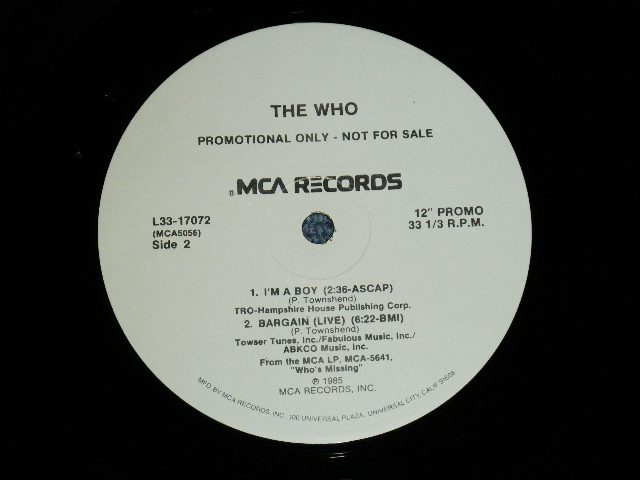 THE WHO
PROMOTIONAL ONLY - NOT FOR SALE
® MCA RECORDS
L33-17072
(MCA5056)
Side 2
12" PROMO
33 1/3 R.P.M.
1. I'M A BOY (2:36-ASCAP)
(P. Townshend)
TRO-Hampshire House Publishing Corp.
2. BARGAIN (LIVE) (6:22-BMI)
(P. Townshend)
Towser Tunes, Inc./Fabulous Music, Inc./
ABKCO Music, Inc.
From the MCA LP, MCA-5641,
"Who's Missing"
℗ 1985
MCA RECORDS, INC.
MFD BY MCA RECORDS, INC., 100 UNIVERSAL PLAZA, UNIVERSAL CITY, CALIF 91608